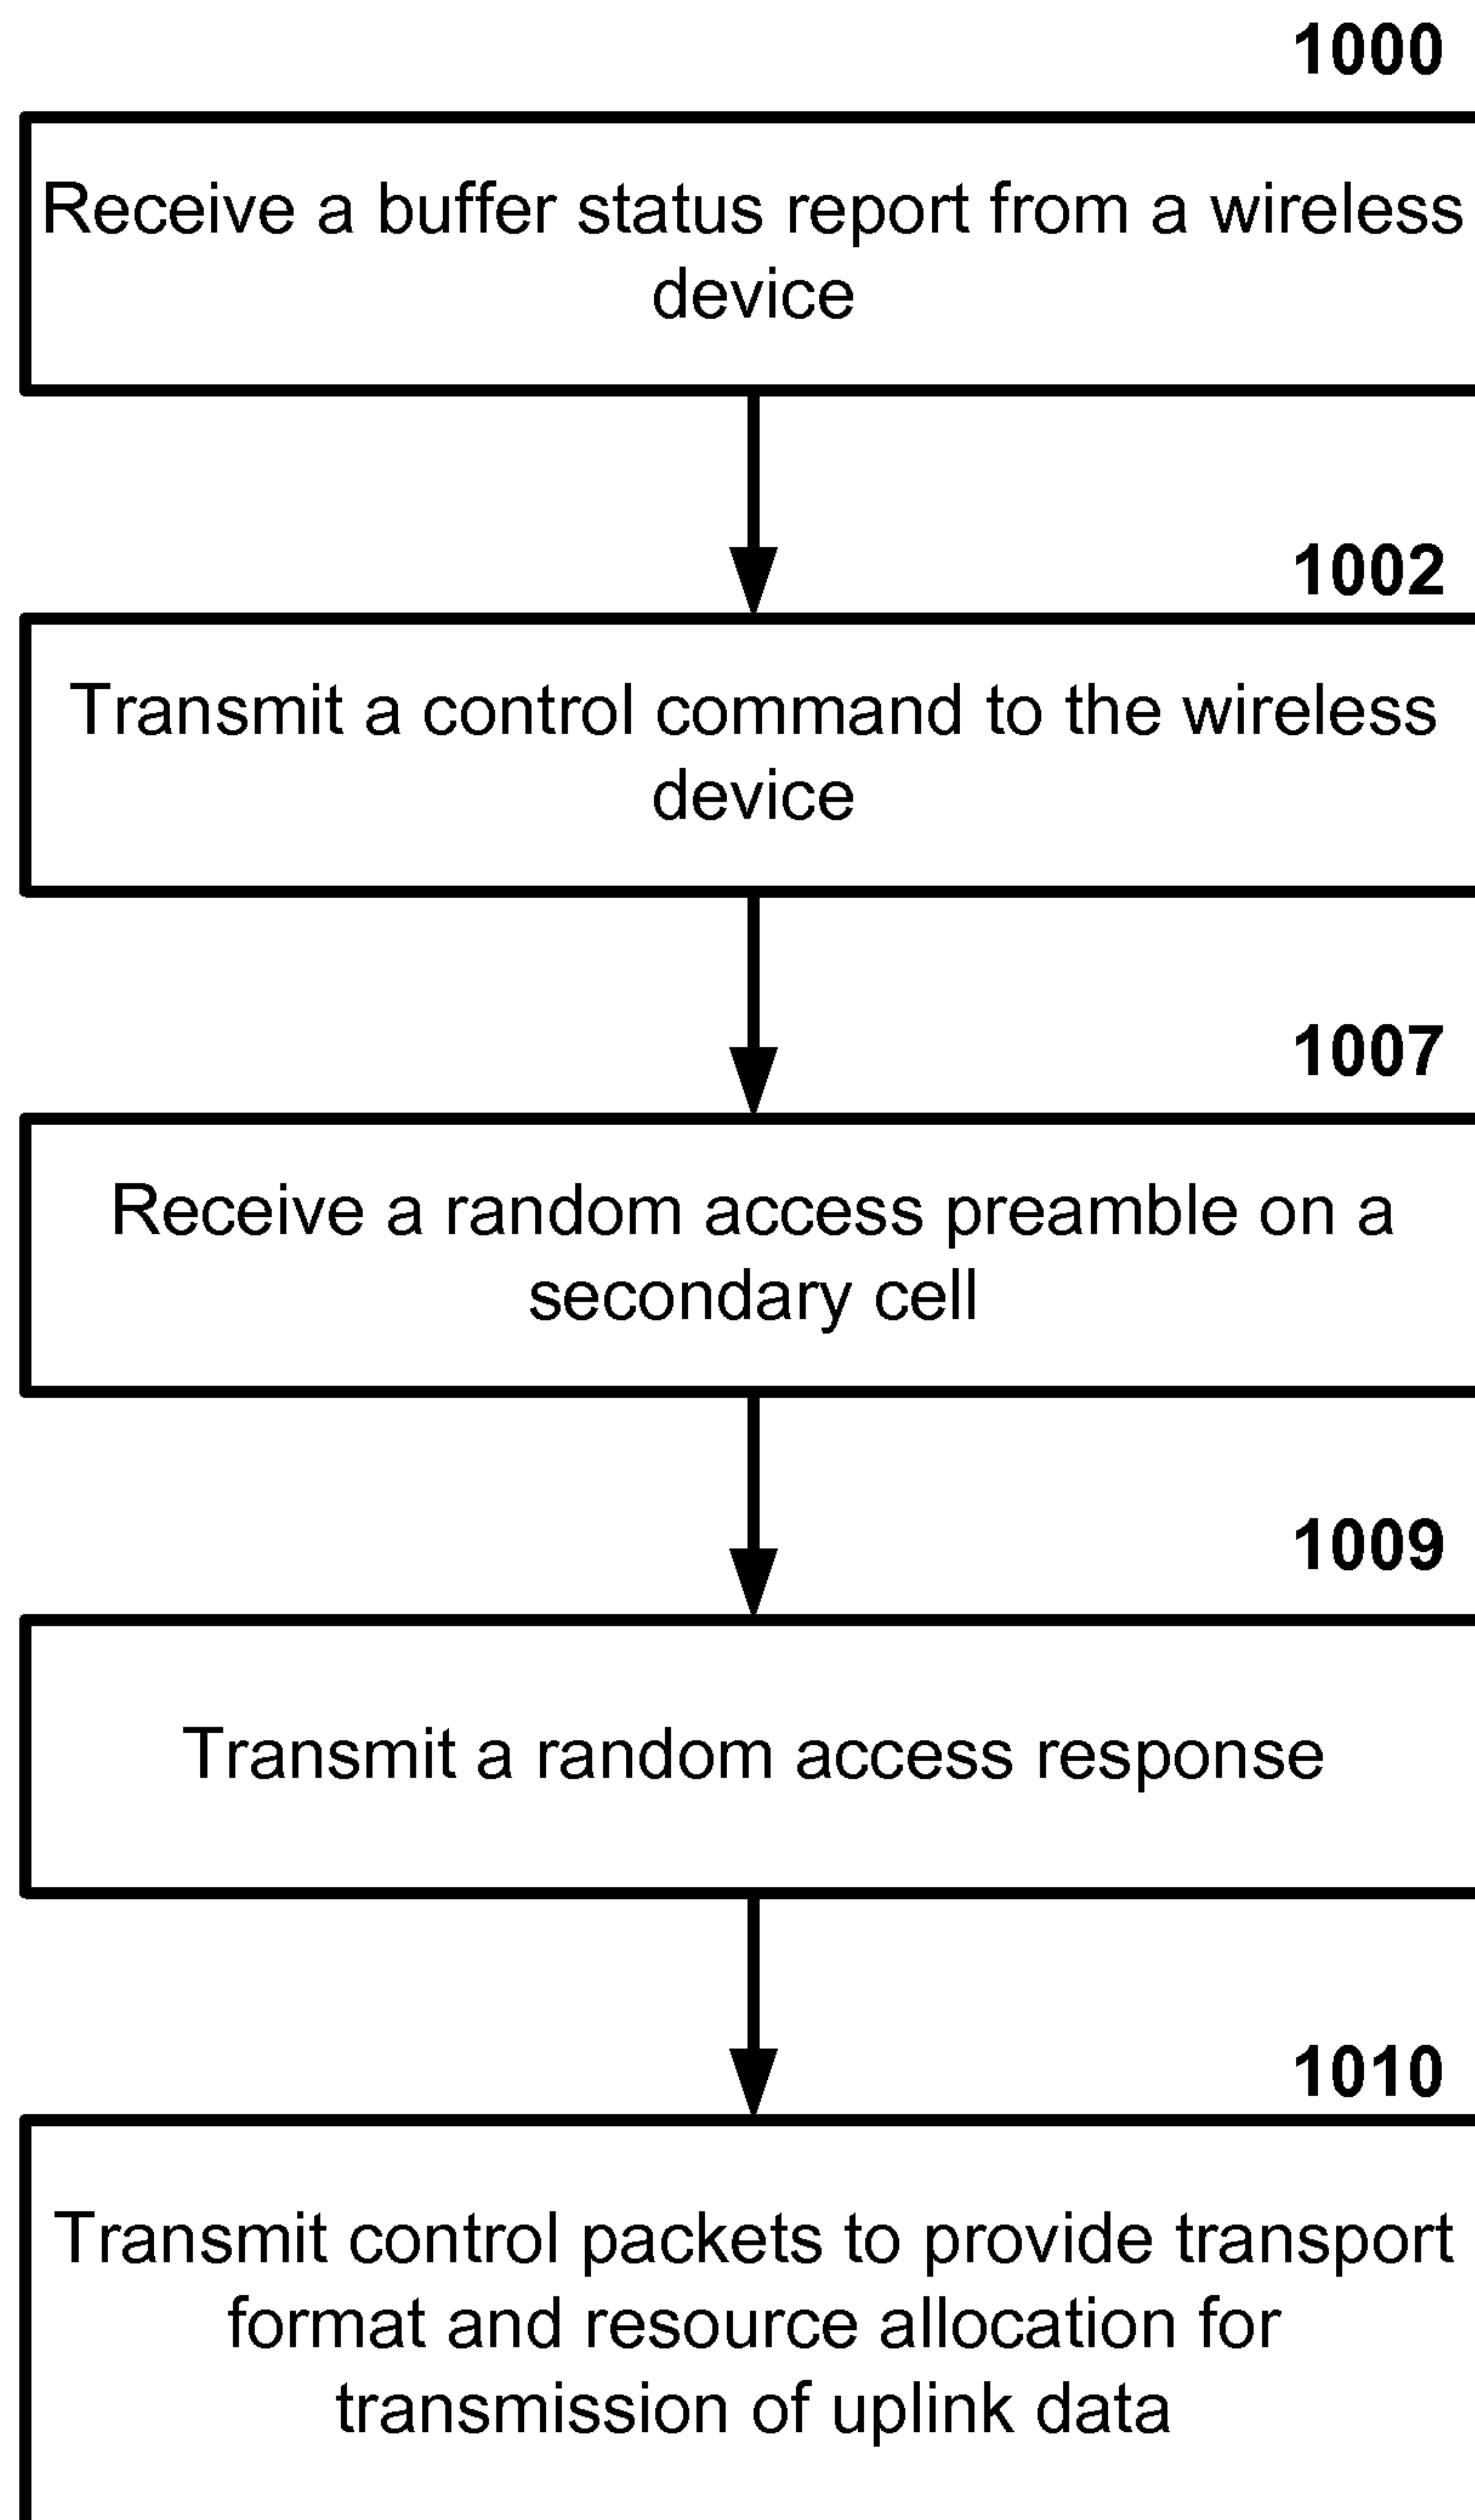 1000
Receive a buffer status report from a wireless
device
1002
Transmit a control command to the wireless
device
1007
Receive a random access preamble on a
secondary cell
1009
Transmit a random access response
1010
Transmit control packets to provide transport
format and resource allocation for
transmission of uplink data